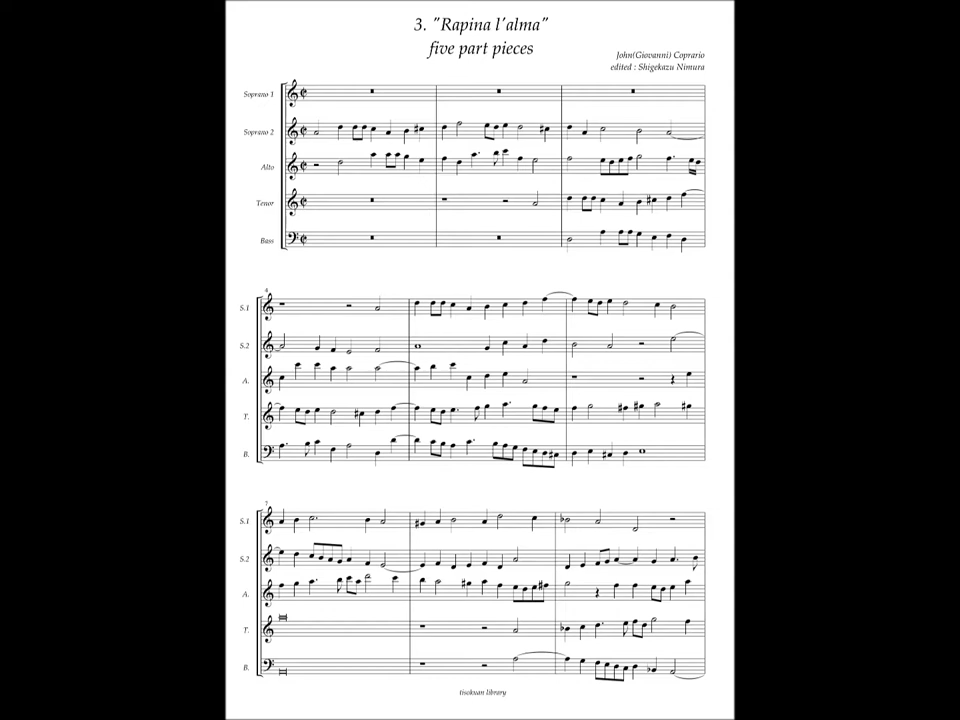 3. "Rapina l'alma"
five part pieces
John(Giovanni) Coprario
edited : Shigekazu Nimura
Soprano 1
Soprano 2
Alto
Tenor
Bass
4
S.1
S.2
A.
T.
B.
7
S.1
S.2
A.
T.
B.
tisokuan library